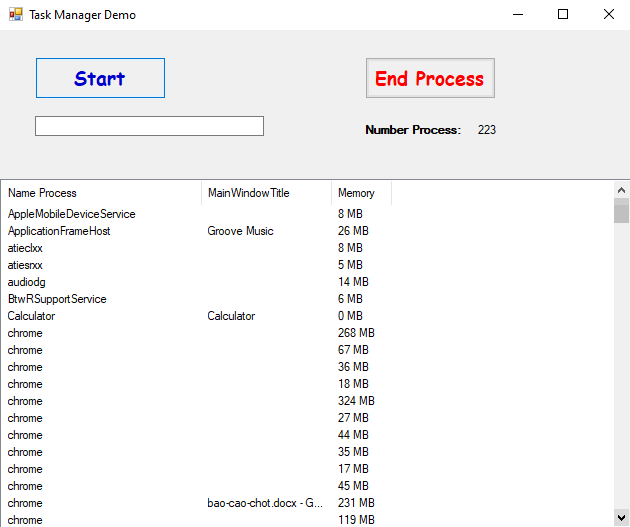 Task Manager Demo
Start
End Process
Number Process: 223
Name Process MainWindowTitle Memory
AppleMobileDeviceService 8 MB
ApplicationFrameHost Groove Music 26 MB
atieclxx 8 MB
atiesrxx 5 MB
audiodg 14 MB
BtwRSupportService 6 MB
Calculator Calculator 0 MB
chrome 268 MB
chrome 67 MB
chrome 36 MB
chrome 18 MB
chrome 324 MB
chrome 27 MB
chrome 44 MB
chrome 35 MB
chrome 17 MB
chrome 45 MB
chrome bao-cao-chot.docx - G... 231 MB
chrome 119 MB